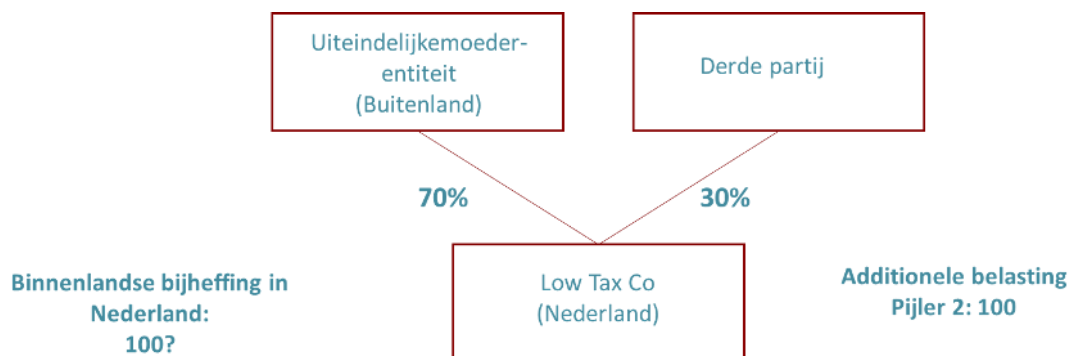 Uiteindelijkemoeder-
entiteit
(Buitenland)
Derde partij
70%
30%
Binnenlandse bijheffing in
Nederland:
100?
Low Tax Co
(Nederland)
Additionele belasting
Pijler 2: 100